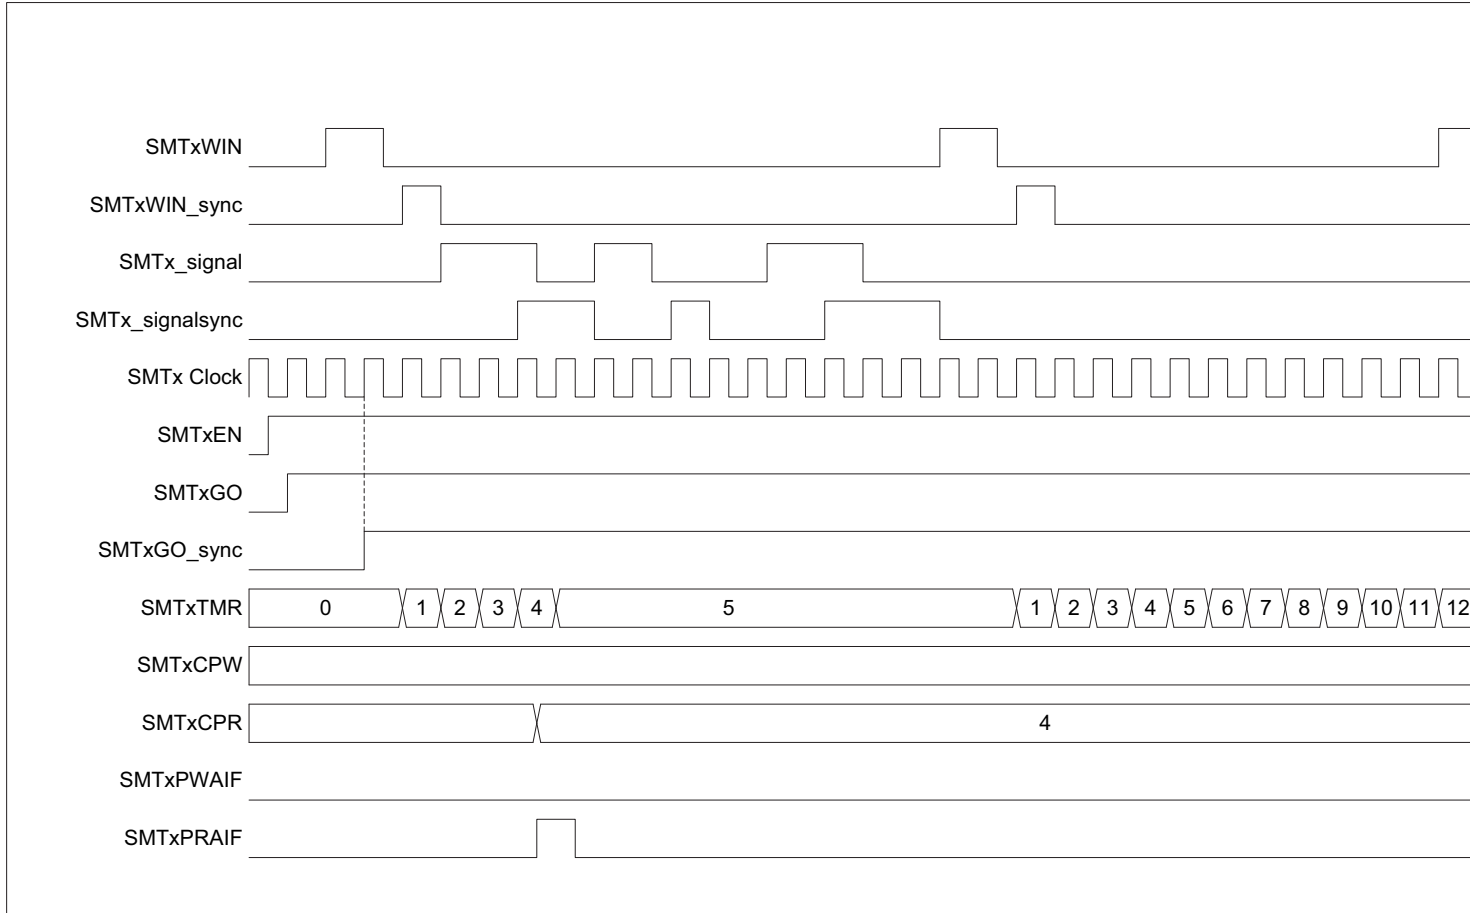 SMTxWIN
SMTxWIN_sync
SMTx_signal
SMTx_signalsync
SMTx Clock
SMTxEN
SMTxGO
SMTxGO_sync
SMTxTMR 0 1 2 3 4 5 1 2 3 4 5 6 7 8 9 10 11 12
SMTxCPW
SMTxCPR 4
SMTxPWAIF
SMTxPRAIF